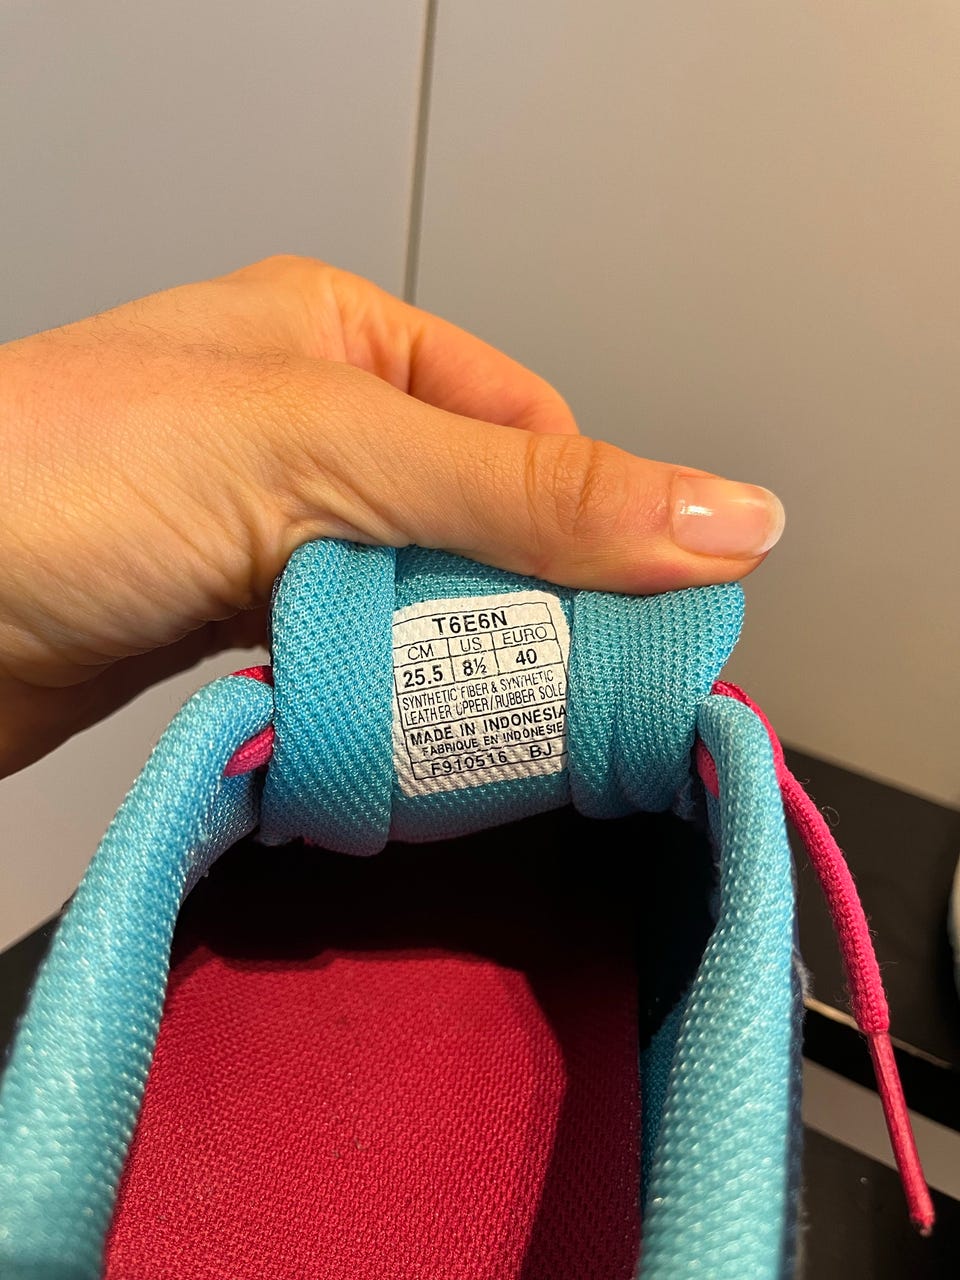 T6E6N
CM US EURO
25.5 8½ 40
SYNTHETIC FIBER & SYNTHETIC
LEATHER UPPER/RUBBER SOLE
MADE IN INDONESIA
FABRIQUE EN INDONESIE
F910516 BJ